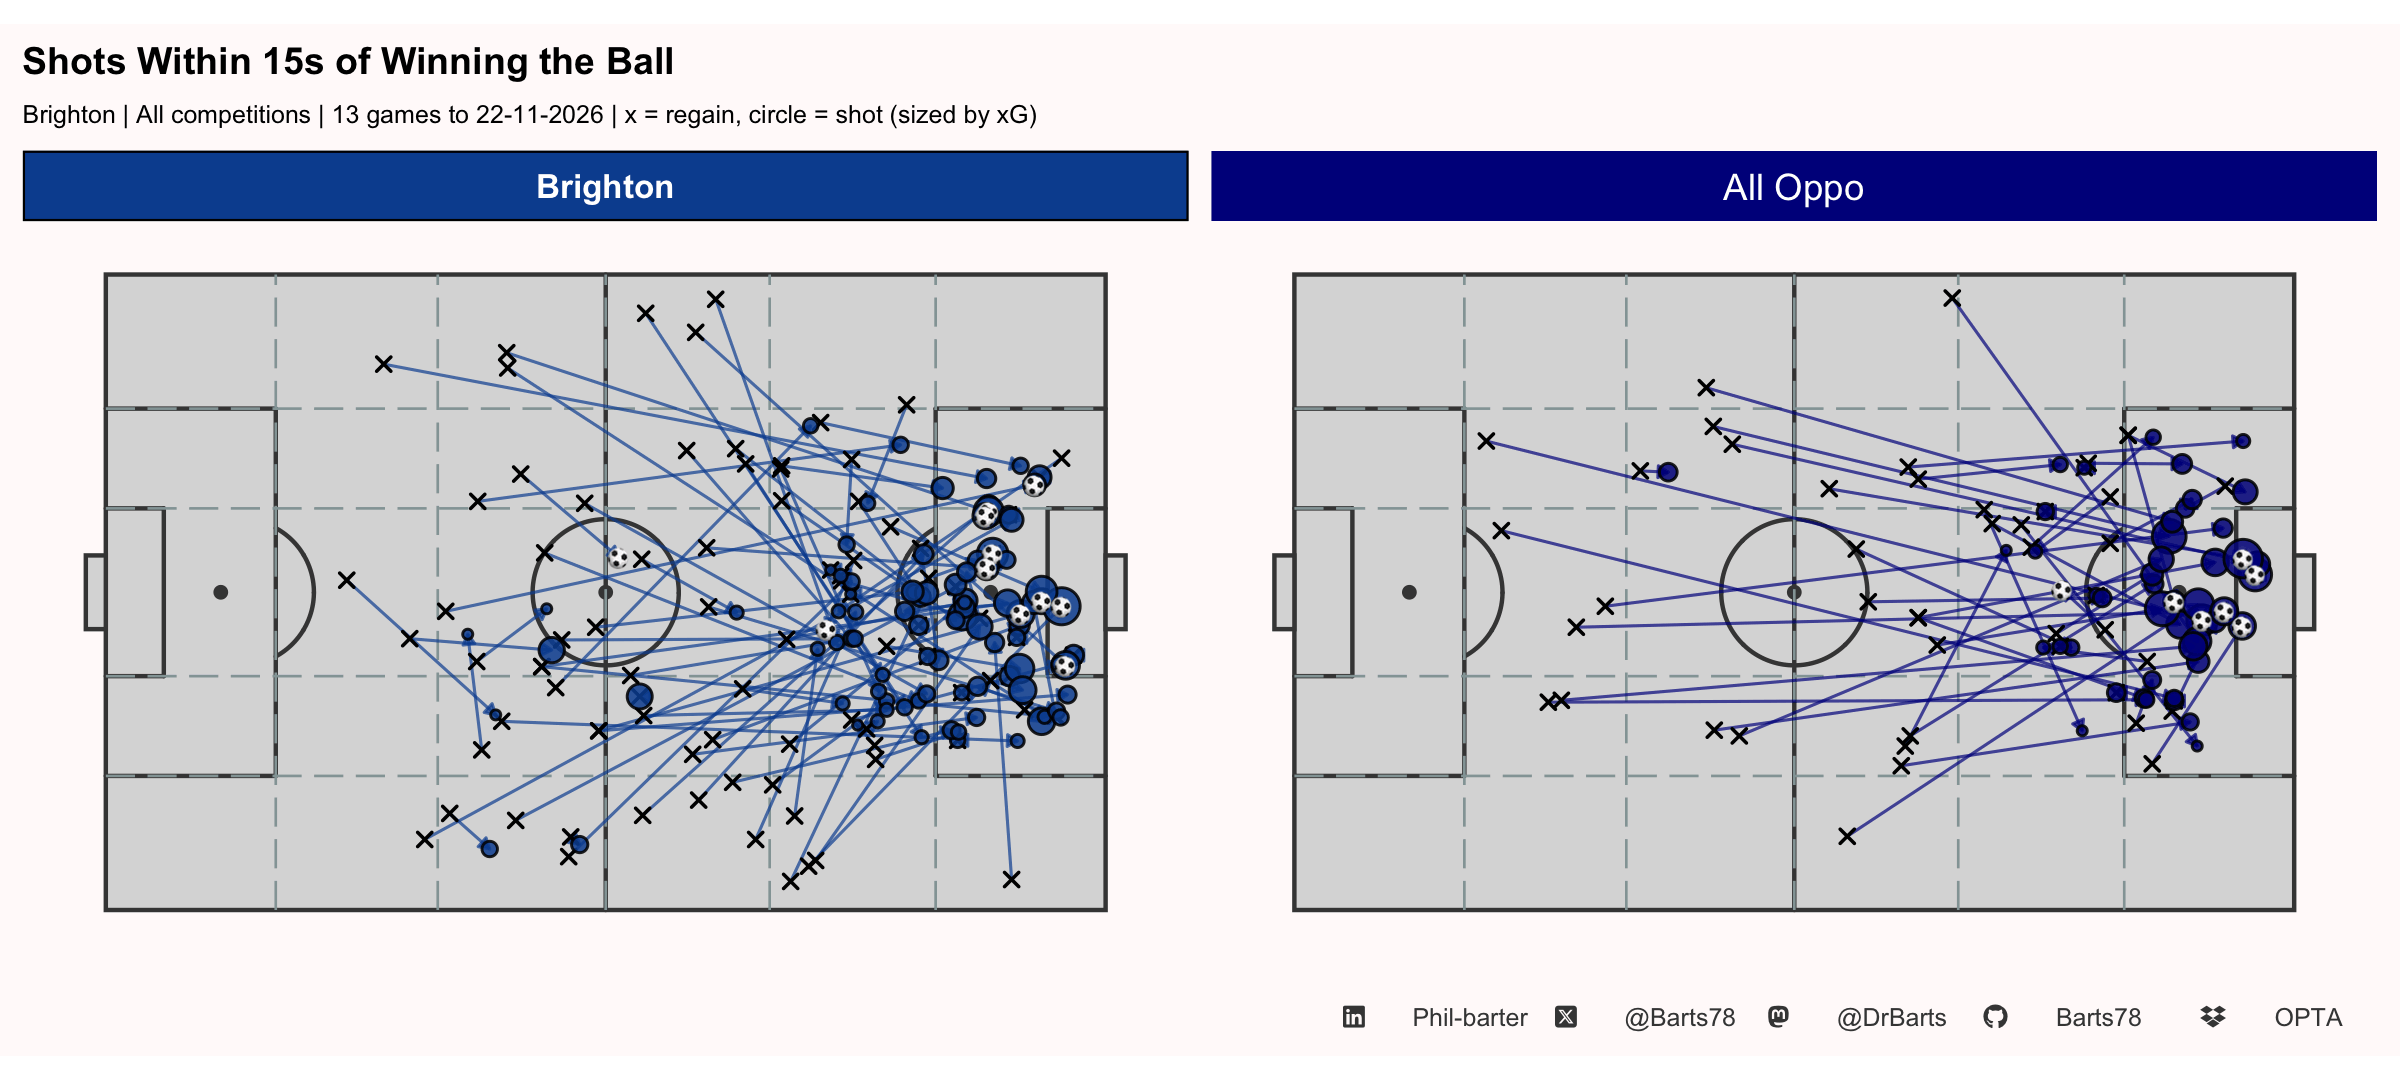 Shots Within 15s of Winning the Ball
Brighton | All competitions | 13 games to 22-11-2026 | x = regain, circle = shot (sized by xG)
Brighton
All Oppo
Phil-barter @Barts78 @DrBarts Barts78 OPTA